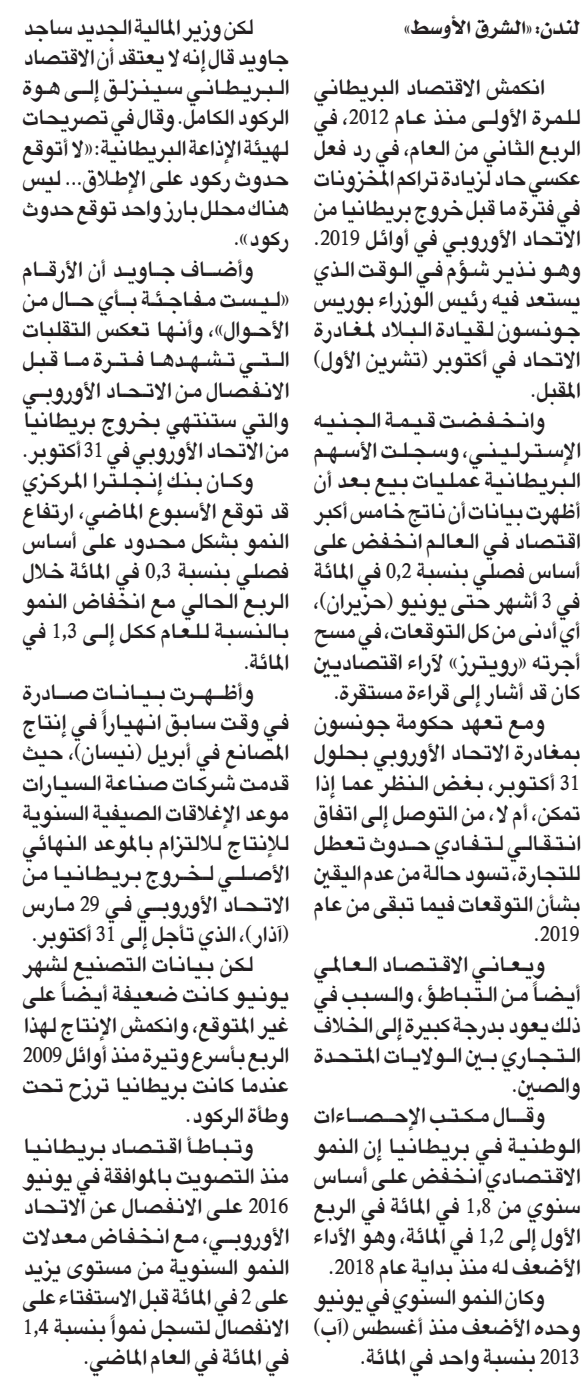 لندن: «الشرق الأوسط»
انكمش الاقتصاد البريطاني
للمرة الأولى منذ عام 2012، في
الربع الثاني من العام، في رد فعل
عكسي حاد لزيادة تراكم المخزونات
في فترة ما قبل خروج بريطانيا من
الاتحاد الأوروبي في أوائل 2019.
وهو نذير شؤم في الوقت الذي
يستعد فيه رئيس الوزراء بوريس
جونسون لقيادة البلاد لمغادرة
الاتحاد في أكتوبر (تشرين الأول)
المقبل.
وانخفضت قيمة الجنيه
الإسترليني، وسجلت الأسهم
البريطانية عمليات بيع بعد أن
أظهرت بيانات أن ناتج خامس أكبر
اقتصاد في العالم انخفض على
أساس فصلي بنسبة 0,2 في المائة
في 3 أشهر حتى يونيو (حزيران)،
أي أدنى من كل التوقعات، في مسح
أجرته «رويترز» لآراء اقتصاديين
كان قد أشار إلى قراءة مستقرة.
ومع تعهد حكومة جونسون
بمغادرة الاتحاد الأوروبي بحلول
31 أكتوبر، بغض النظر عما إذا
تمكن، أم لا، من التوصل إلى اتفاق
انتقالي لتفادي حدوث تعطل
للتجارة، تسود حالة من عدم اليقين
بشأن التوقعات فيما تبقى من عام
2019.
ويعاني الاقتصاد العالمي
أيضاً من التباطؤ، والسبب في
ذلك يعود بدرجة كبيرة إلى الخلاف
التجاري بين الولايات المتحدة
والصين.
وقال مكتب الإحصاءات
الوطنية في بريطانيا إن النمو
الاقتصادي انخفض على أساس
سنوي من 1,8 في المائة في الربع
الأول إلى 1,2 في المائة، وهو الأداء
الأضعف له منذ بداية عام 2018.
وكان النمو السنوي في يونيو
وحده الأضعف منذ أغسطس (آب)
2013 بنسبة واحد في المائة.
لكن وزير المالية الجديد ساجد
جاويد قال إنه لا يعتقد أن الاقتصاد
البريطاني سينزلق إلى هوة
الركود الكامل. وقال في تصريحات
لهيئة الإذاعة البريطانية: «لا أتوقع
حدوث ركود على الإطلاق... ليس
هناك محلل بارز واحد توقع حدوث
ركود».
وأضاف جاويد أن الأرقام
«ليست مفاجئة بأي حال من
الأحوال»، وأنها تعكس التقلبات
التي تشهدها فترة ما قبل
الانفصال من الاتحاد الأوروبي
والتي ستنتهي بخروج بريطانيا
من الاتحاد الأوروبي في 31 أكتوبر.
وكان بنك إنجلترا المركزي
قد توقع الأسبوع الماضي، ارتفاع
النمو بشكل محدود على أساس
فصلي بنسبة 0,3 في المائة خلال
الربع الحالي مع انخفاض النمو
بالنسبة للعام ككل إلى 1,3 في
المائة.
وأظهرت بيانات صادرة
في وقت سابق انهياراً في إنتاج
المصانع في أبريل (نيسان)، حيث
قدمت شركات صناعة السيارات
موعد الإغلاقات الصيفية السنوية
للإنتاج للالتزام بالموعد النهائي
الأصلي لخروج بريطانيا من
الاتحاد الأوروبي في 29 مارس
(آذار)، الذي تأجل إلى 31 أكتوبر.
لكن بيانات التصنيع لشهر
يونيو كانت ضعيفة أيضاً على
غير المتوقع، وانكمش الإنتاج لهذا
الربع بأسرع وتيرة منذ أوائل 2009
عندما كانت بريطانيا ترزح تحت
وطأة الركود.
وتباطأ اقتصاد بريطانيا
منذ التصويت بالموافقة في يونيو
2016 على الانفصال عن الاتحاد
الأوروبي، مع انخفاض معدلات
النمو السنوية من مستوى يزيد
على 2 في المائة قبل الاستفتاء على
الانفصال لتسجل نمواً بنسبة 1,4
في المائة في العام الماضي.